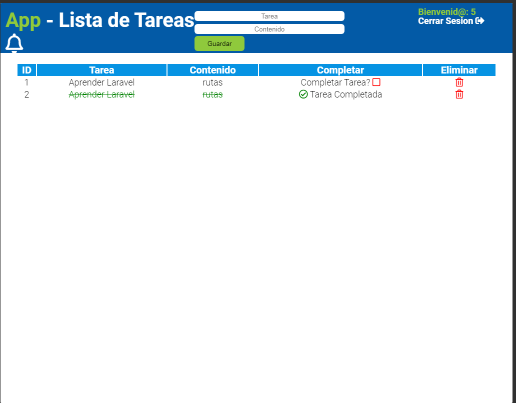 App - Lista de Tareas
Tarea
Contenido
Guardar
Bienvenid@: 5
Cerrar Sesion
ID Tarea Contenido Completar Eliminar
1 Aprender Laravel rutas Completar Tarea?
2 Aprender Laravel rutas Tarea Completada